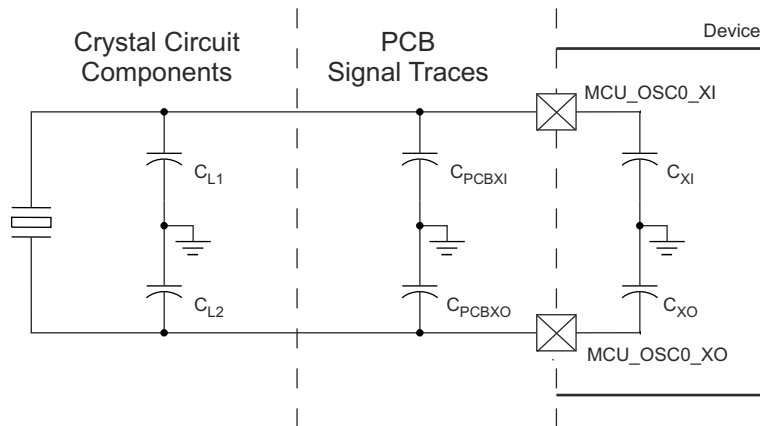 Crystal Circuit
Components
PCB
Signal Traces
Device
MCU_OSC0_XI
CL1
CPCBXI
CXI
CL2
CPCBXO
CXO
MCU_OSC0_XO